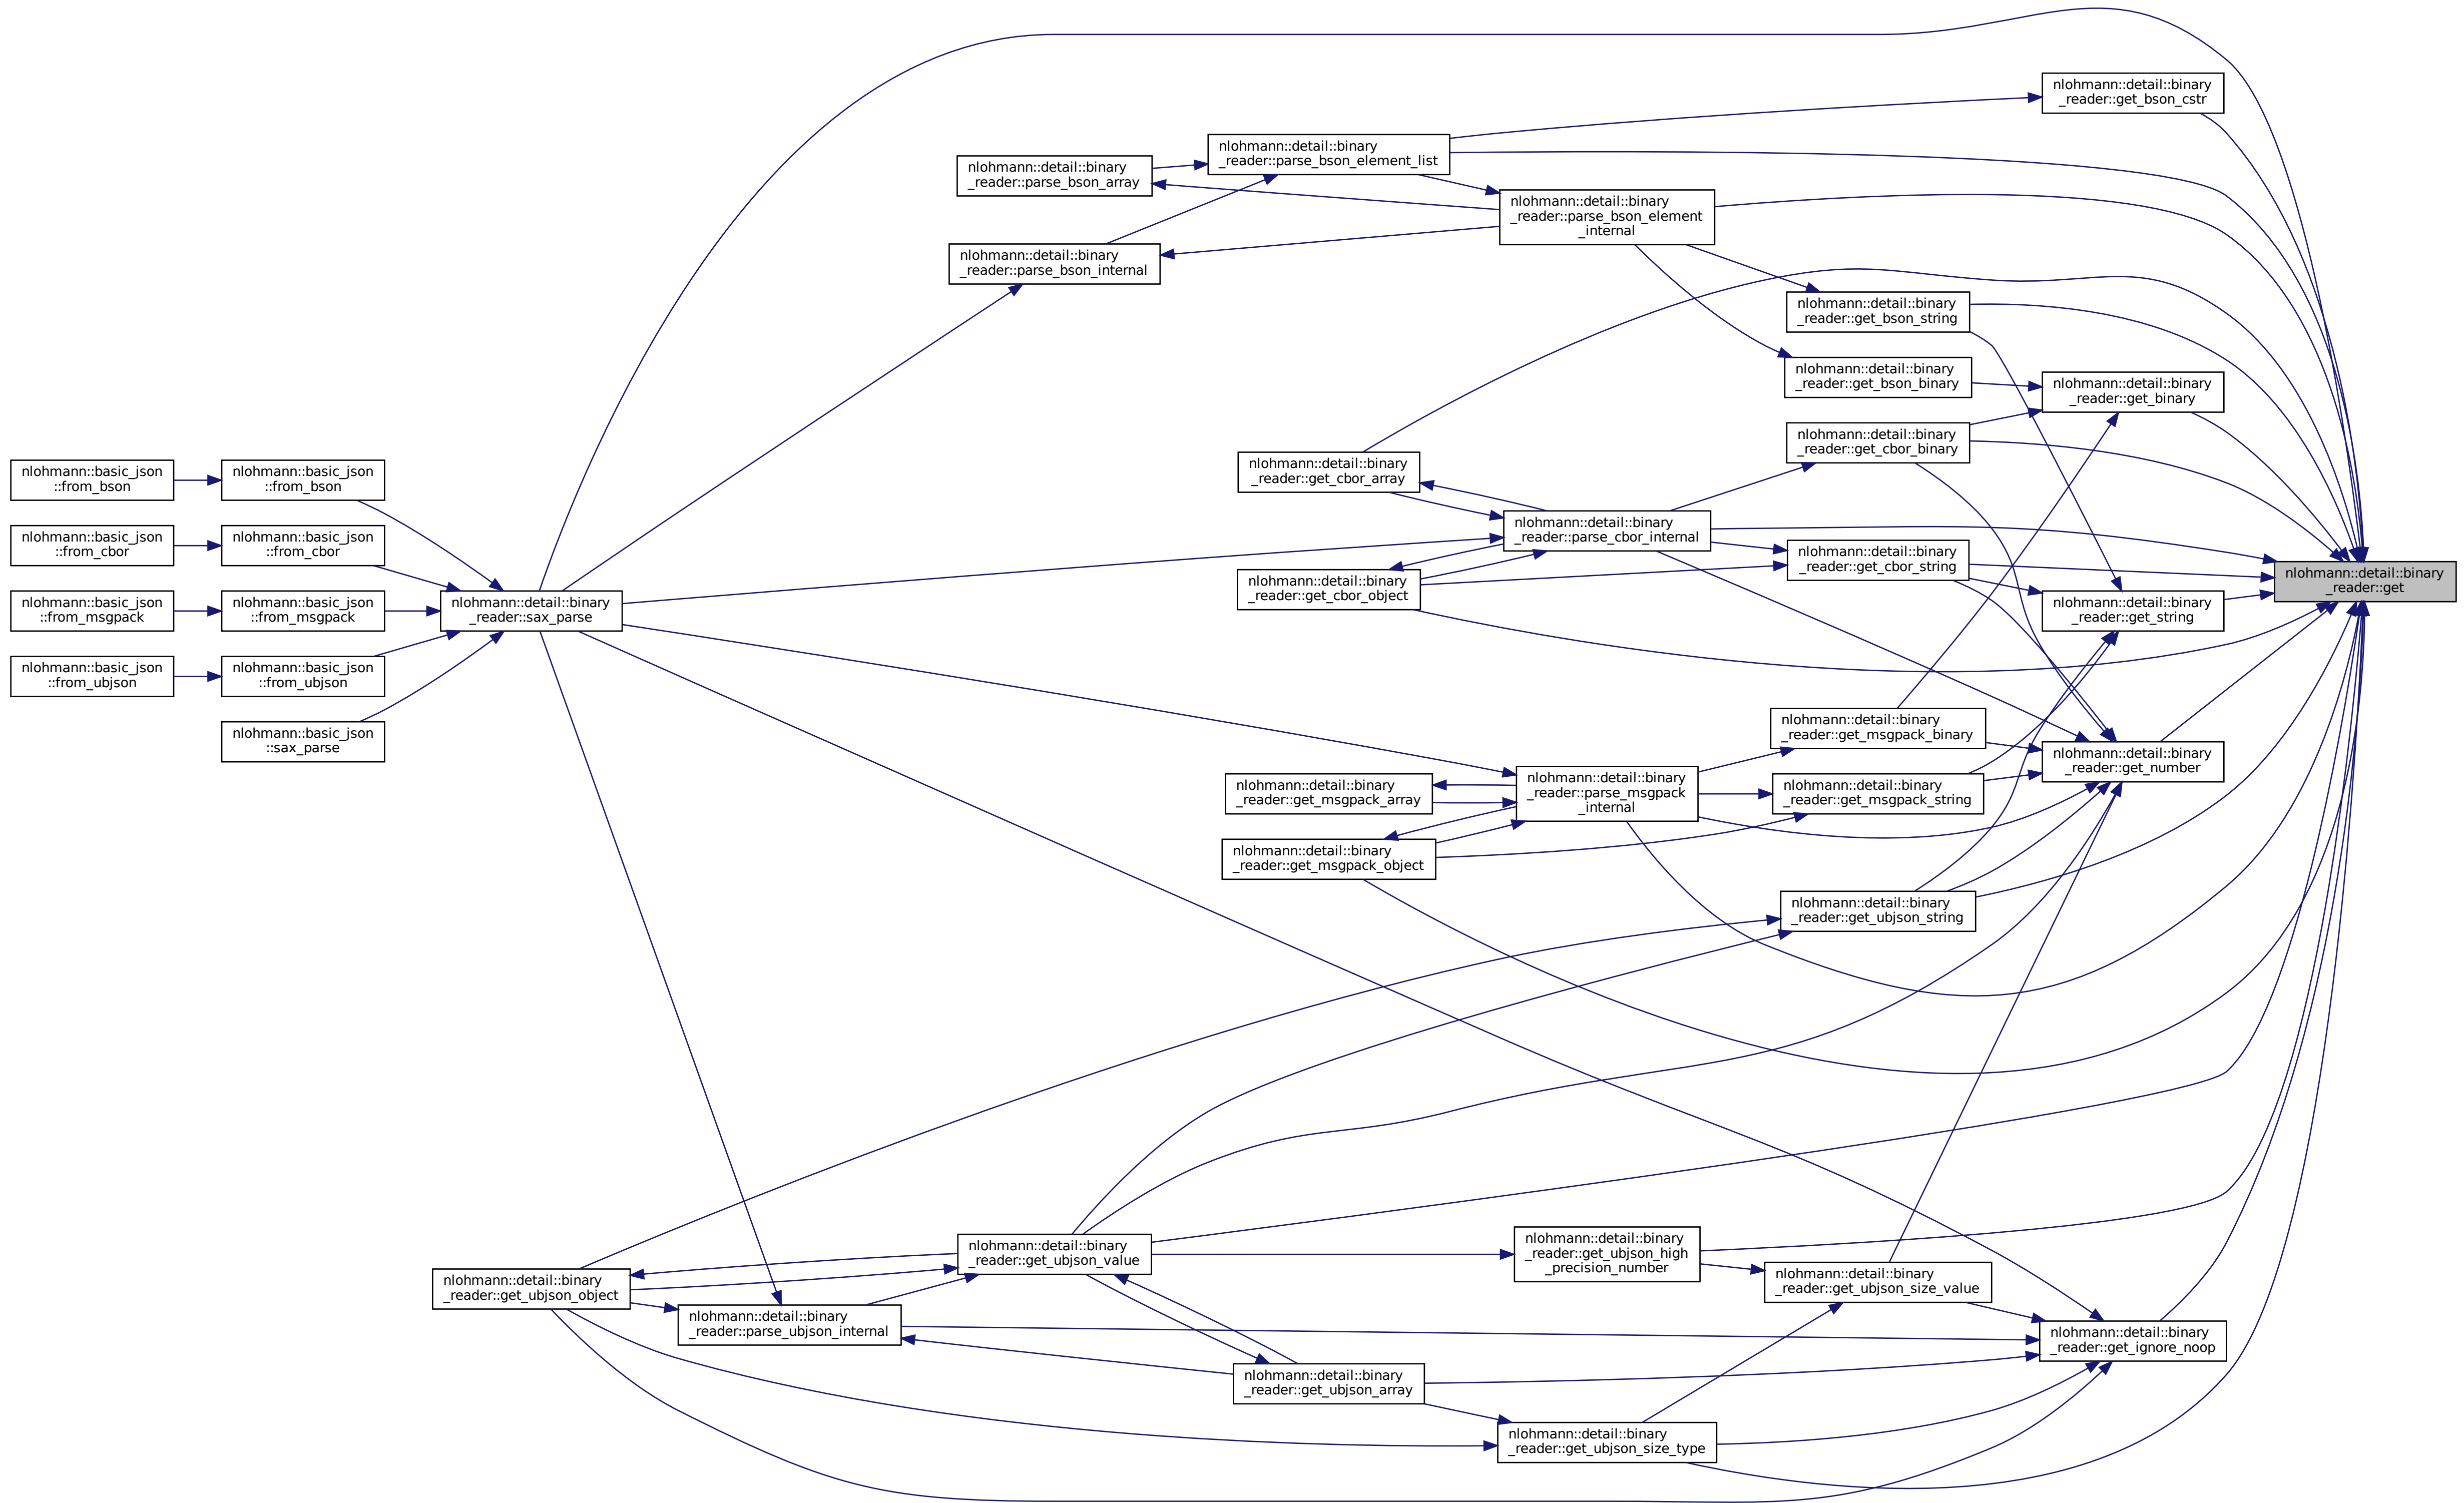 nlohmann::detail::binary
_reader::get_bson_cstr
nlohmann::detail::binary
_reader::parse_bson_element_list
nlohmann::detail::binary
_reader::parse_bson_array
nlohmann::detail::binary
_reader::parse_bson_element
_internal
nlohmann::detail::binary
_reader::parse_bson_internal
nlohmann::detail::binary
_reader::get_bson_string
nlohmann::detail::binary
_reader::get_bson_binary
nlohmann::detail::binary
_reader::get_binary
nlohmann::detail::binary
_reader::get_cbor_binary
nlohmann::detail::binary
_reader::get_cbor_array
nlohmann::basic_json
::from_bson
nlohmann::basic_json
::from_bson
nlohmann::detail::binary
_reader::parse_cbor_internal
nlohmann::basic_json
::from_cbor
nlohmann::basic_json
::from_cbor
nlohmann::detail::binary
_reader::get_cbor_string
nlohmann::detail::binary
_reader::get
nlohmann::detail::binary
_reader::get_cbor_object
nlohmann::basic_json
::from_msgpack
nlohmann::basic_json
::from_msgpack
nlohmann::detail::binary
_reader::sax_parse
nlohmann::detail::binary
_reader::get_string
nlohmann::basic_json
::from_ubjson
nlohmann::basic_json
::from_ubjson
nlohmann::basic_json
::sax_parse
nlohmann::detail::binary
_reader::get_msgpack_binary
nlohmann::detail::binary
_reader::get_number
nlohmann::detail::binary
_reader::get_msgpack_array
nlohmann::detail::binary
_reader::parse_msgpack
_internal
nlohmann::detail::binary
_reader::get_msgpack_string
nlohmann::detail::binary
_reader::get_msgpack_object
nlohmann::detail::binary
_reader::get_ubjson_string
nlohmann::detail::binary
_reader::get_ubjson_value
nlohmann::detail::binary
_reader::get_ubjson_high
_precision_number
nlohmann::detail::binary
_reader::get_ubjson_object
nlohmann::detail::binary
_reader::get_ubjson_size_value
nlohmann::detail::binary
_reader::parse_ubjson_internal
nlohmann::detail::binary
_reader::get_ignore_noop
nlohmann::detail::binary
_reader::get_ubjson_array
nlohmann::detail::binary
_reader::get_ubjson_size_type